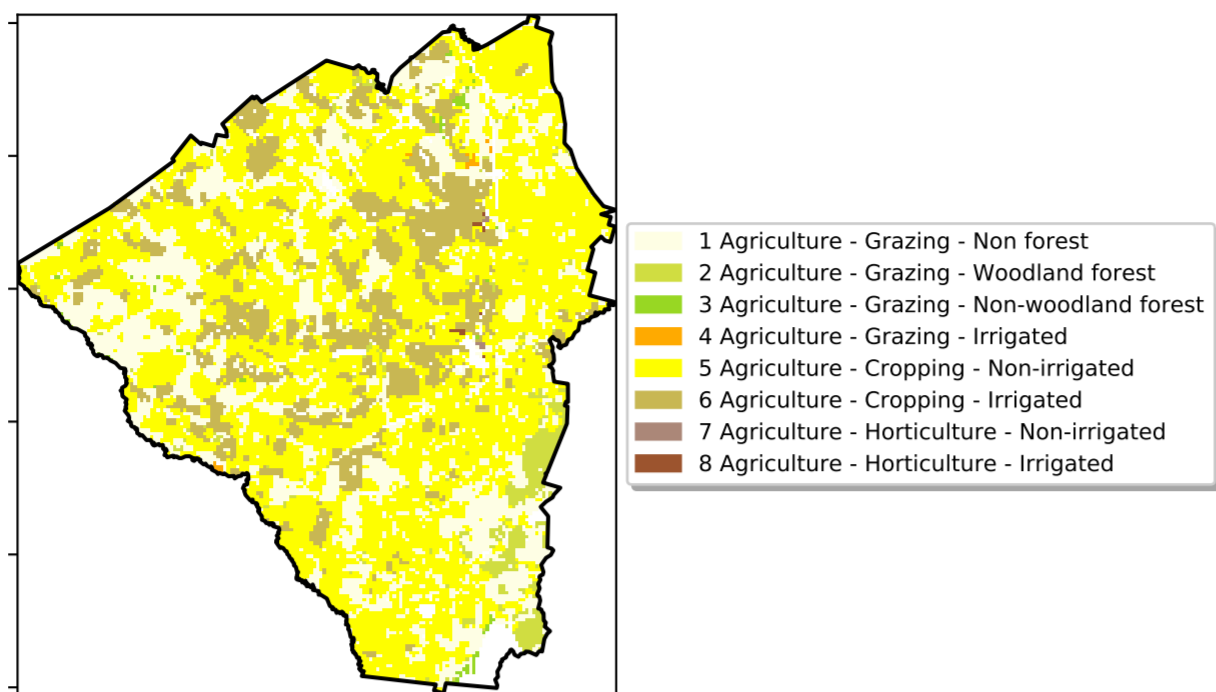 1 Agriculture - Grazing - Non forest
2 Agriculture - Grazing - Woodland forest
3 Agriculture - Grazing - Non-woodland forest
4 Agriculture - Grazing - Irrigated
5 Agriculture - Cropping - Non-irrigated
6 Agriculture - Cropping - Irrigated
7 Agriculture - Horticulture - Non-irrigated
8 Agriculture - Horticulture - Irrigated